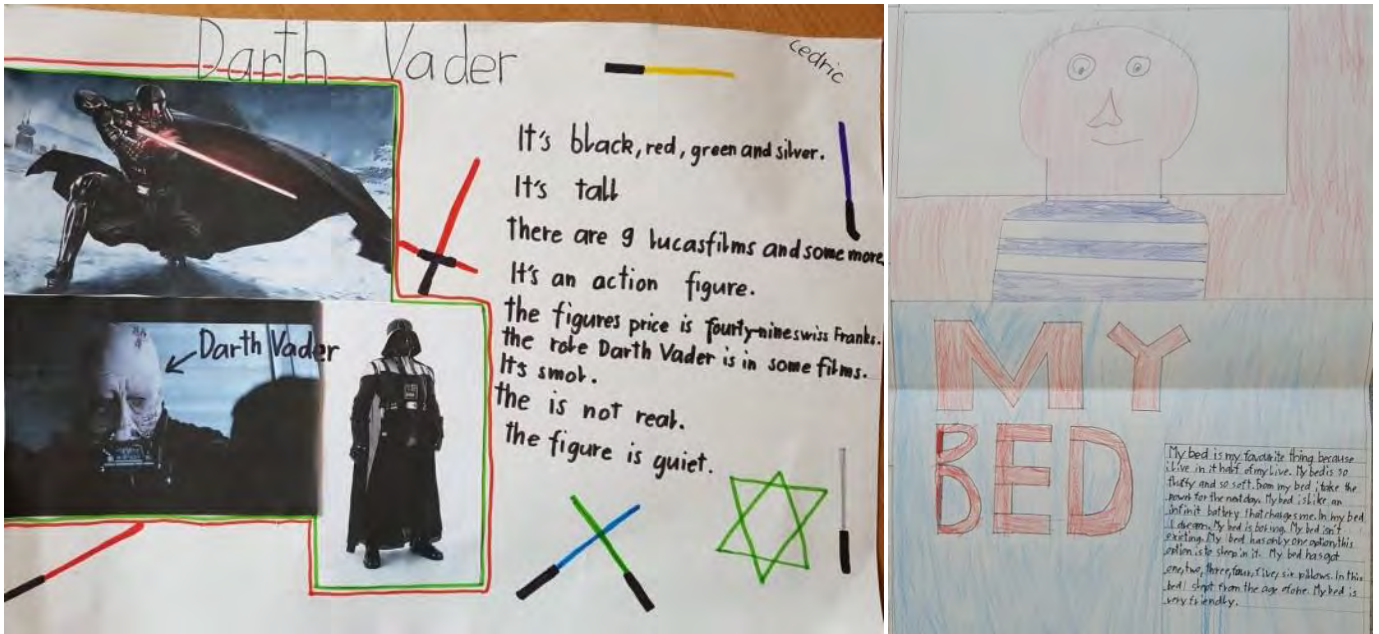 Darth Vader
cedric
It's black, red, green and silver.
It's tall
there are 9 lucasfilms and some more
It's an action figure.
the figures price is fourty-nine swiss Franks.
the role Darth Vader is in some films.
It's smol.
the is not real.
the figure is quiet.
Darth Vader
MY
BED
My bed is my favourite thing because
i live in it half of my live. My bed is so
fluffy and so soft. From my bed i take the
power for the next day. My bed is like an
infinit battery that charges me. In my bed
I dream. My bed is boring. My bed isn't
exiting. My bed has only one option, this
option is to sleep in it. My bed has got
one, two, three, four, five, six pillows. In this
bed I slept from the age of one. My bed is
very friendly.